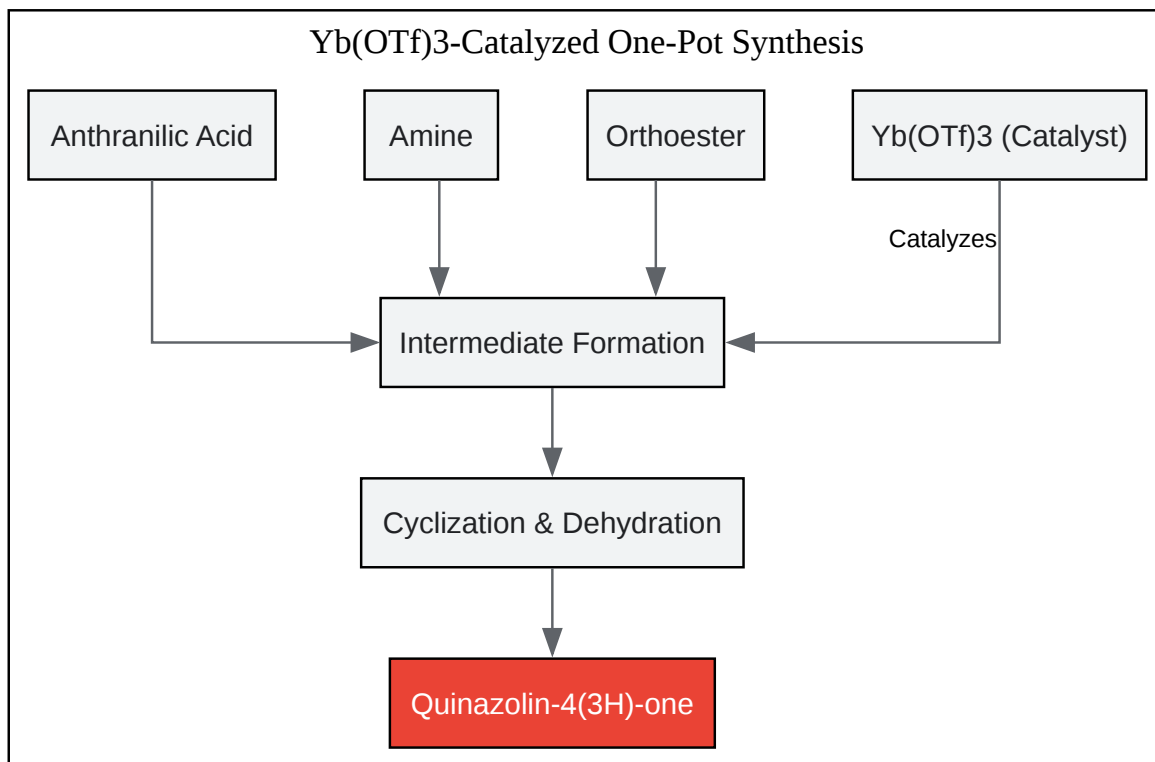 Yb(OTf)3-Catalyzed One-Pot Synthesis
Anthranilic Acid
Amine
Orthoester
Yb(OTf)3 (Catalyst)
Catalyzes
Intermediate Formation
Cyclization & Dehydration
Quinazolin-4(3H)-one